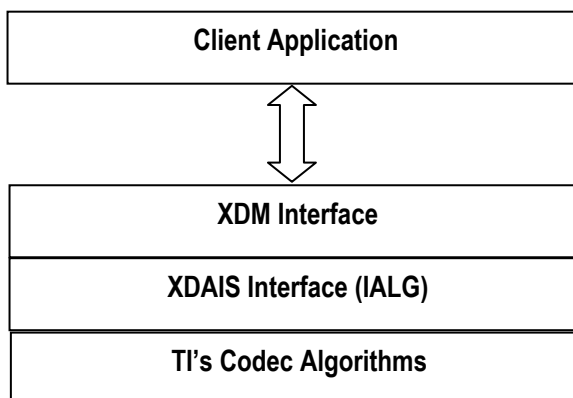 Client Application
XDM Interface
XDAIS Interface (IALG)
TI's Codec Algorithms